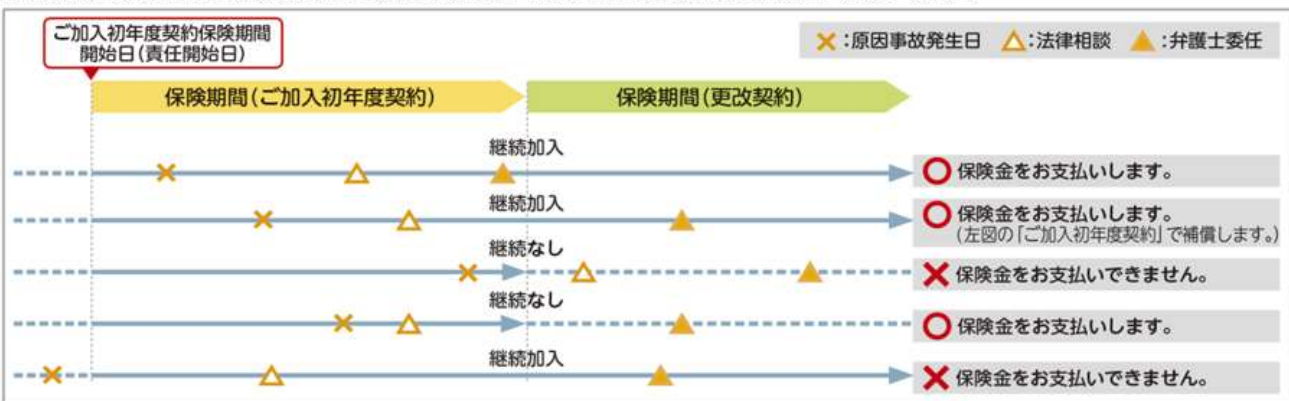 ご加入初年度契約保険期間
開始日(責任開始日)
×:原因事故発生日 △:法律相談 ▲:弁護士委任
保険期間(ご加入初年度契約)
保険期間(更改契約)
継続加入
保険金をお支払いします。
継続加入
保険金をお支払いします。
(左図の「ご加入初年度契約」で補償します。)
継続なし
保険金をお支払いできません。
継続なし
保険金をお支払いします。
継続加入
保険金をお支払いできません。